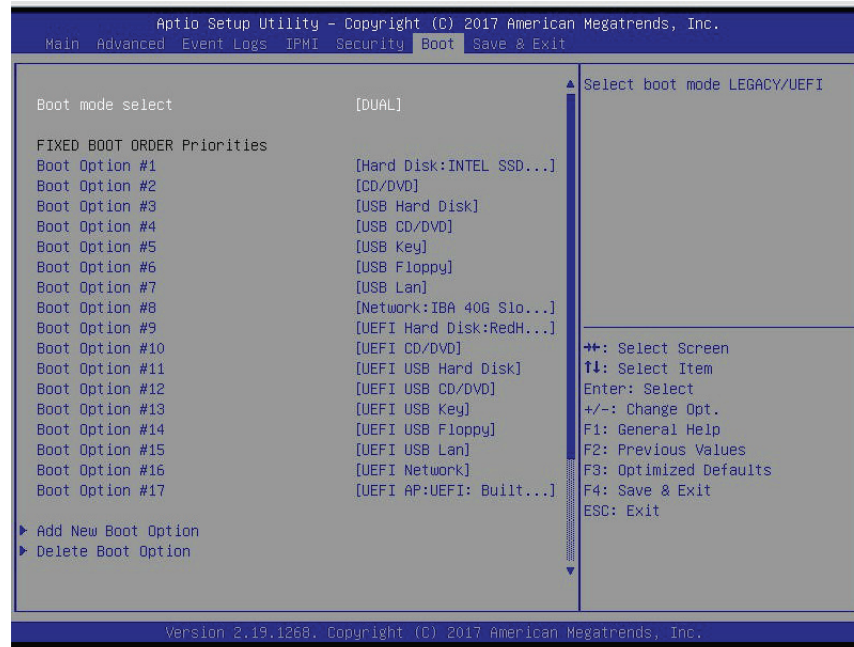 Aptio Setup Utility – Copyright (C) 2017 American Megatrends, Inc.
Main Advanced Event Logs IPMI Security Boot Save & Exit
Boot mode select [DUAL]
FIXED BOOT ORDER Priorities
Boot Option #1 [Hard Disk:INTEL SSD...]
Boot Option #2 [CD/DVD]
Boot Option #3 [USB Hard Disk]
Boot Option #4 [USB CD/DVD]
Boot Option #5 [USB Key]
Boot Option #6 [USB Floppy]
Boot Option #7 [USB Lan]
Boot Option #8 [Network:IBA 40G Slo...]
Boot Option #9 [UEFI Hard Disk:RedH...]
Boot Option #10 [UEFI CD/DVD]
Boot Option #11 [UEFI USB Hard Disk]
Boot Option #12 [UEFI USB CD/DVD]
Boot Option #13 [UEFI USB Key]
Boot Option #14 [UEFI USB Floppy]
Boot Option #15 [UEFI USB Lan]
Boot Option #16 [UEFI Network]
Boot Option #17 [UEFI AP:UEFI: Built...]
Add New Boot Option
Delete Boot Option
Select boot mode LEGACY/UEFI
→←: Select Screen
↑↓: Select Item
Enter: Select
+/-: Change Opt.
F1: General Help
F2: Previous Values
F3: Optimized Defaults
F4: Save & Exit
ESC: Exit
Version 2.19.1268. Copyright (C) 2017 American Megatrends, Inc.